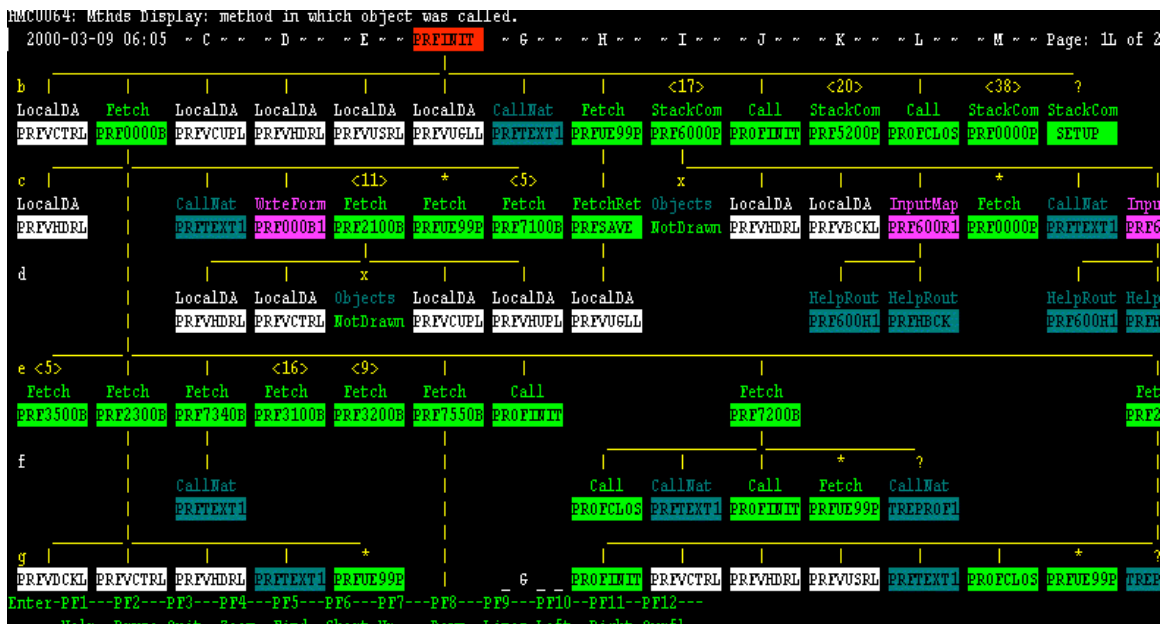 HMC0064: Mthds Display: method in which object was called.
2000-03-09 06:05 ~ C ~ ~ ~ D ~ ~ ~ E ~ ~ PRFINIT ~ G ~ ~ ~ H ~ ~ ~ I ~ ~ ~ J ~ ~ ~ K ~ ~ ~ L ~ ~ ~ M ~ ~ Page: 1L of 2
b <17> <20> <38> ?
LocalDA Fetch LocalDA LocalDA LocalDA LocalDA CallNat Fetch StackCom Call StackCom Call StackCom StackCom
PRFVCTRL PRF0000B PRFVCUPL PRFVHDRL PRFVUSRL PRFVUGLL PRFTEXT1 PRFUE99P PRF6000P PROFINIT PRF5200P PROFCLOS PRF0000P SETUP
c <11> * <5> x *
LocalDA CallNat WrteForm Fetch Fetch Fetch FetchRet Objects LocalDA LocalDA InputMap Fetch CallNat Inpu
PRFVHDRL PRFTEXT1 PRF000B1 PRF2100B PRFUE99P PRF7100B PRFSAVE NotDrawn PRFVHDRL PRFVBCKL PRF600R1 PRF0000P PRFTEXT1 PRF6
d x
LocalDA LocalDA Objects LocalDA LocalDA LocalDA HelpRout HelpRout HelpRout Help
PRFVHDRL PRFVCTRL NotDrawn PRFVCUPL PRFVHUPL PRFVUGLL PRF600H1 PRFHBCK PRF600H1 PRFH
e <5> <16> <9>
Fetch Fetch Fetch Fetch Fetch Fetch Call Fetch Fet
PRF3500B PRF2300B PRF7340B PRF3100B PRF3200B PRF7550B PROFINIT PRF7200B PRF2
f * ?
CallNat Call CallNat Call Fetch CallNat
PRFTEXT1 PROFCLOS PRFTEXT1 PROFINIT PRFUE99P TREPROF1
g * * ?
PRFVDCKL PRFVCTRL PRFVHDRL PRFTEXT1 PRFUE99P _ G _ _ PROFINIT PRFVCTRL PRFVHDRL PRFVUSRL PRFTEXT1 PROFCLOS PRFUE99P TREP
Enter-PF1---PF2---PF3---PF4---PF5---PF6---PF7---PF8---PF9---PF10--PF11--PF12---